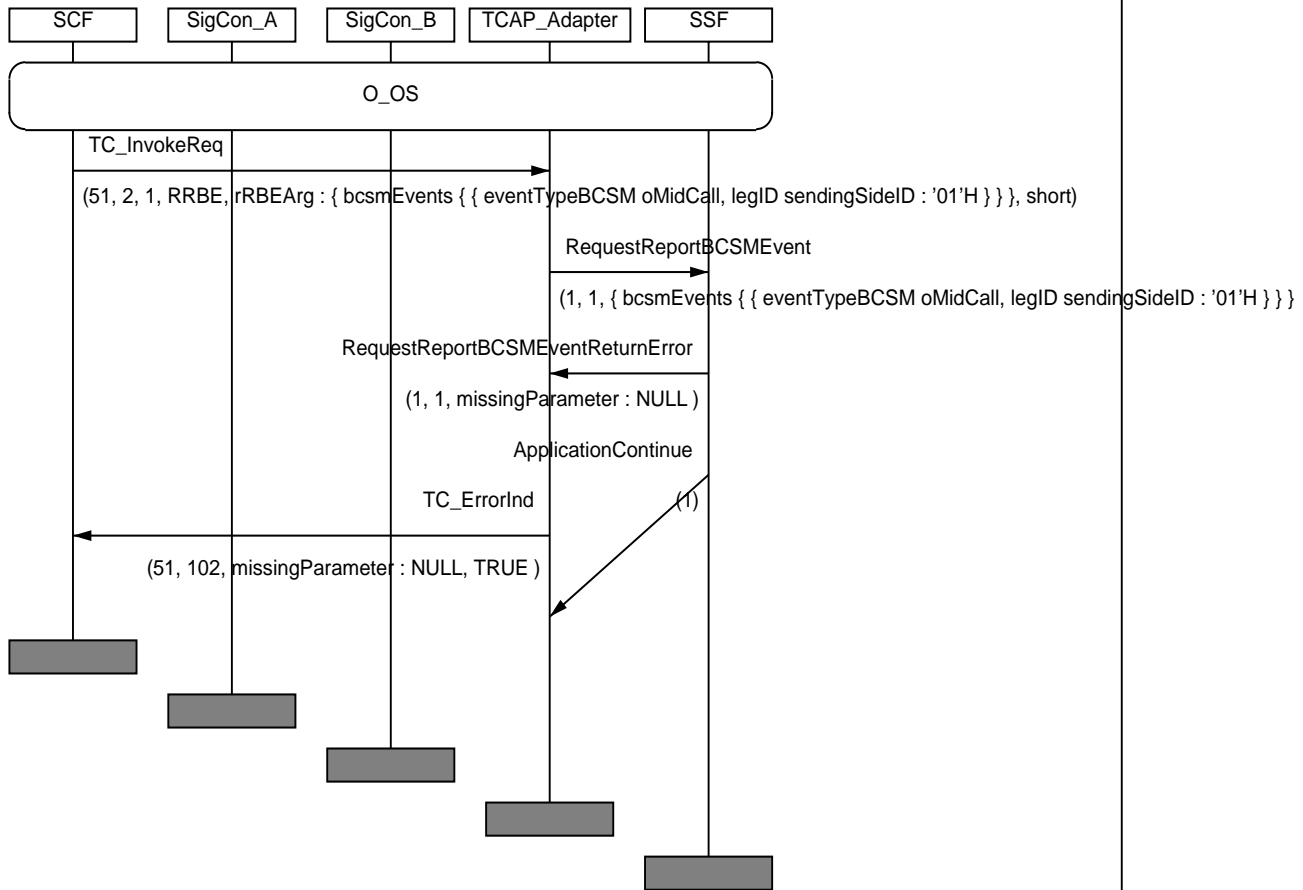 SCF SigCon_A SigCon_B TCAP_Adapter SSF
O_OS
TC_InvokeReq
(51, 2, 1, RRBE, rRBEArg : { bcsmEvents { { eventTypeBCSM oMidCall, legID sendingSideID : '01'H } } }, short)
RequestReportBCSMEvent
(1, 1, { bcsmEvents { { eventTypeBCSM oMidCall, legID sendingSideID : '01'H } } }
RequestReportBCSMEventReturnError
(1, 1, missingParameter : NULL )
ApplicationContinue
TC_ErrorInd
(1)
(51, 102, missingParameter : NULL, TRUE )